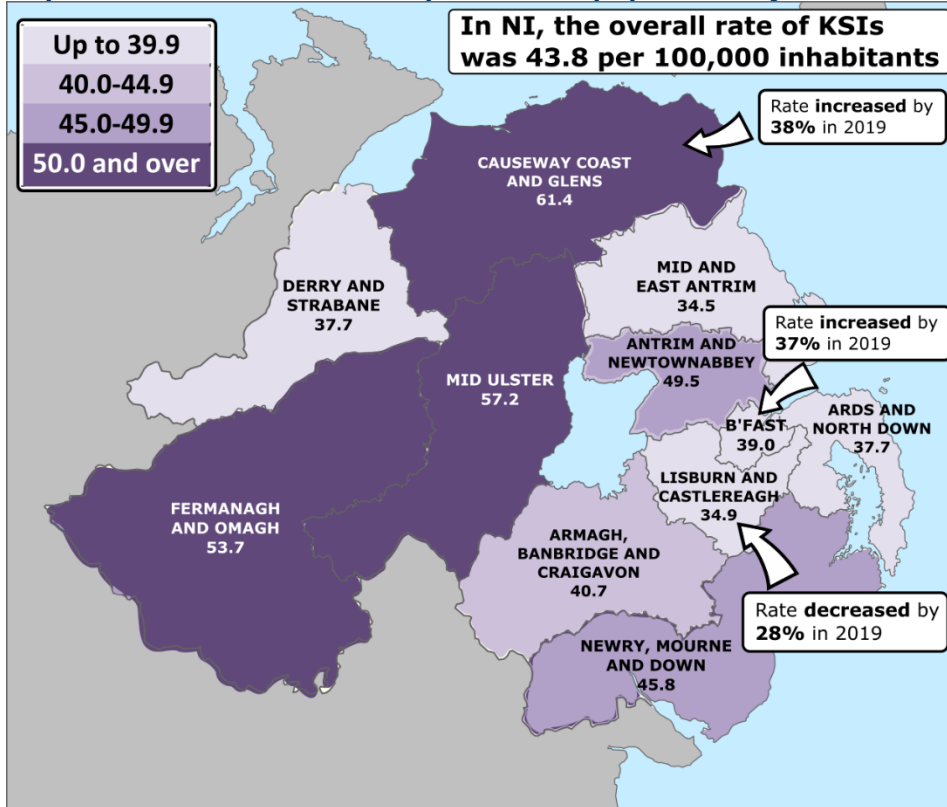 Up to 39.9
40.0-44.9
45.0-49.9
50.0 and over
In NI, the overall rate of KSIs
was 43.8 per 100,000 inhabitants
Rate increased by
38% in 2019
CAUSEWAY COAST
AND GLENS
61.4
DERRY AND
STRABANE
37.7
MID AND
EAST ANTRIM
34.5
Rate increased by
37% in 2019
ANTRIM AND
NEWTOWNABBEY
49.5
MID ULSTER
57.2
B'FAST
39.0
ARDS AND
NORTH DOWN
37.7
LISBURN AND
CASTLEREAGH
34.9
FERMANAGH
AND OMAGH
53.7
ARMAGH,
BANBRIDGE AND
CRAIGAVON
40.7
Rate decreased by
28% in 2019
NEWRY, MOURNE
AND DOWN
45.8